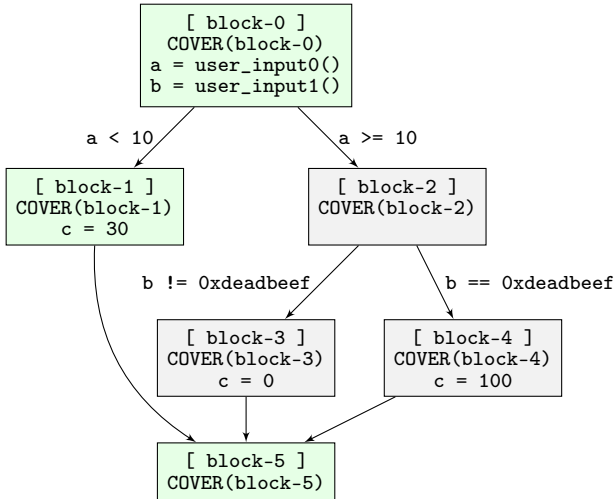 [ block-0 ]
COVER(block-0)
a = user_input0()
b = user_input1()
a < 10
a >= 10
[ block-1 ]
COVER(block-1)
c = 30
[ block-2 ]
COVER(block-2)
b != 0xdeadbeef
b == 0xdeadbeef
[ block-3 ]
COVER(block-3)
c = 0
[ block-4 ]
COVER(block-4)
c = 100
[ block-5 ]
COVER(block-5)